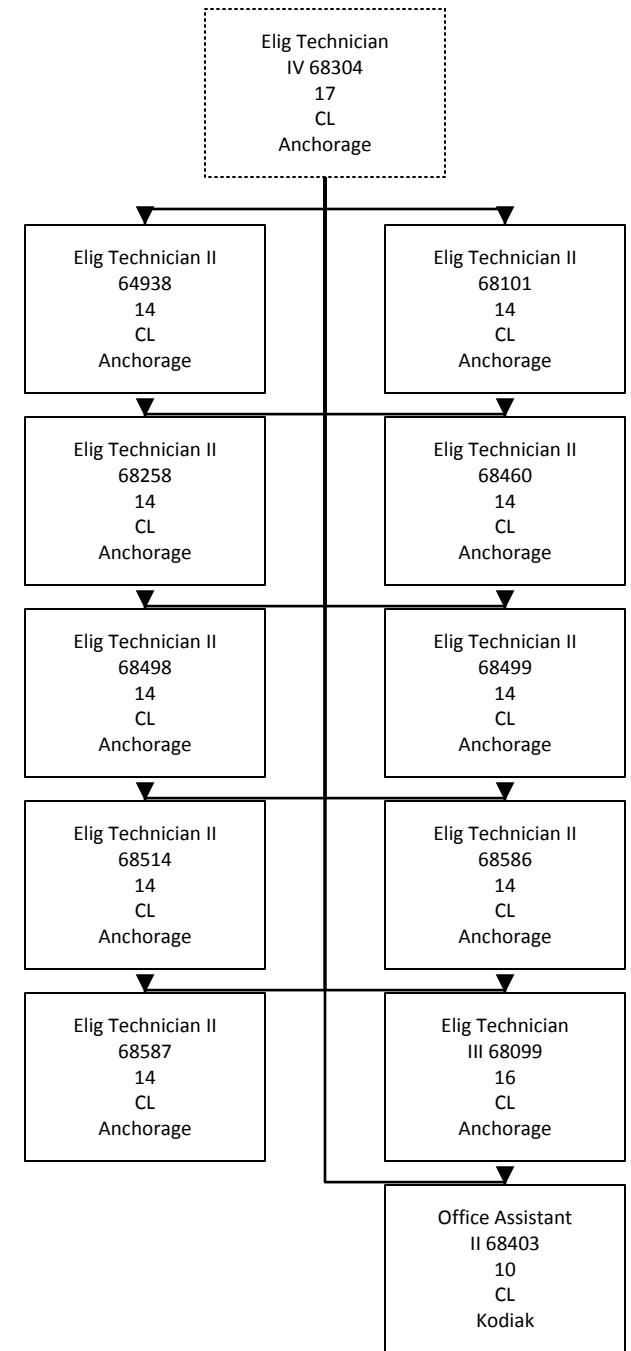 Elig Technician
IV 68304
17
CL
Anchorage
Elig Technician II
64938
14
CL
Anchorage
Elig Technician II
68101
14
CL
Anchorage
Elig Technician II
68258
14
CL
Anchorage
Elig Technician II
68460
14
CL
Anchorage
Elig Technician II
68498
14
CL
Anchorage
Elig Technician II
68499
14
CL
Anchorage
Elig Technician II
68514
14
CL
Anchorage
Elig Technician II
68586
14
CL
Anchorage
Elig Technician II
68587
14
CL
Anchorage
Elig Technician
III 68099
16
CL
Anchorage
Office Assistant
II 68403
10
CL
Kodiak